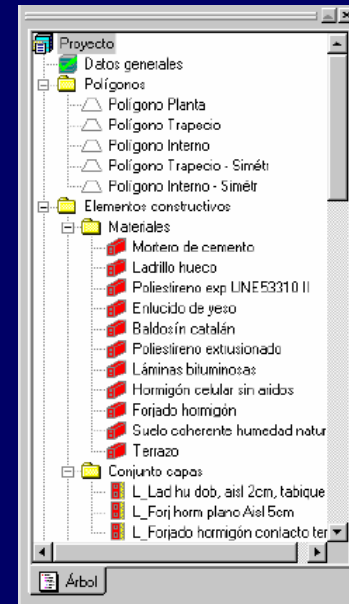 Proyecto
Datos generales
Polígonos
Polígono Planta
Polígono Trapecio
Polígono Interno
Polígono Trapecio - Simétr
Polígono Interno - Simétr
Elementos constructivos
Materiales
Mortero de cemento
Ladrillo hueco
Poliestireno exp UNE53310 II
Enlucido de yeso
Baldosín catalán
Poliestireno extrusionado
Láminas bituminosas
Hormigón celular sin aridos
Forjado hormigón
Suelo coherente humedad natur
Terrazo
Conjunto capas
L_Lad hu dob, aisl 2cm, tabique
L_Forj horm plano Aisl 5cm
L_Forjado hormigón contacto ter
Árbol